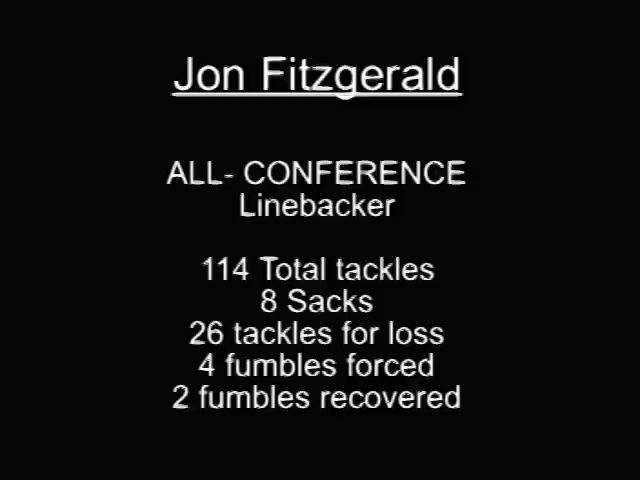 Jon Fitzgerald
ALL- CONFERENCE
Linebacker
114 Total tackles
8 Sacks
26 tackles for loss
4 fumbles forced
2 fumbles recovered